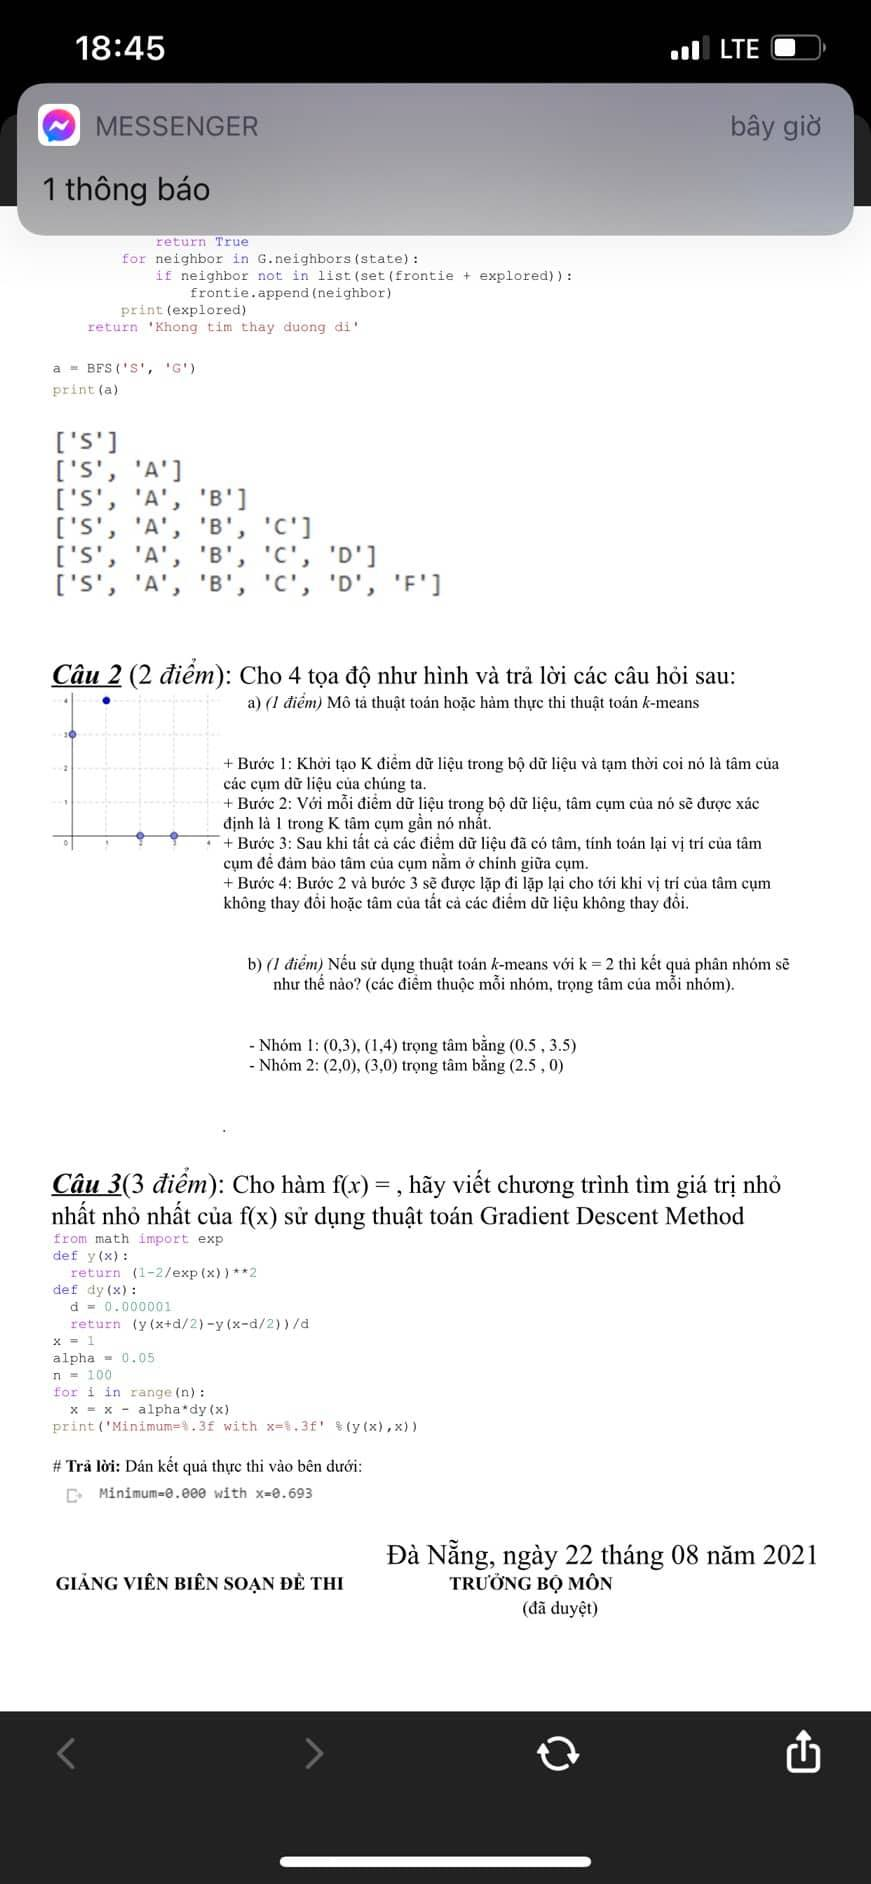 18:45
LTE
MESSENGER
bây giờ
1 thông báo
return True
for neighbor in G.neighbors(state):
if neighbor not in list(set(frontie + explored)):
frontie.append(neighbor)
print(explored)
return 'Khong tim thay duong di'
a = BFS('S', 'G')
print(a)
['S']
['S', 'A']
['S', 'A', 'B']
['S', 'A', 'B', 'C']
['S', 'A', 'B', 'C', 'D']
['S', 'A', 'B', 'C', 'D', 'F']
Câu 2 (2 điểm): Cho 4 tọa độ như hình và trả lời các câu hỏi sau:
a) (1 điểm) Mô tả thuật toán hoặc hàm thực thi thuật toán k-means
4
3
2
1
0 1 2 3 4
+ Bước 1: Khởi tạo K điểm dữ liệu trong bộ dữ liệu và tạm thời coi nó là tâm của
các cụm dữ liệu của chúng ta.
+ Bước 2: Với mỗi điểm dữ liệu trong bộ dữ liệu, tâm cụm của nó sẽ được xác
định là 1 trong K tâm cụm gần nó nhất.
+ Bước 3: Sau khi tất cả các điểm dữ liệu đã có tâm, tính toán lại vị trí của tâm
cụm để đảm bảo tâm của cụm nằm ở chính giữa cụm.
+ Bước 4: Bước 2 và bước 3 sẽ được lặp đi lặp lại cho tới khi vị trí của tâm cụm
không thay đổi hoặc tâm của tất cả các điểm dữ liệu không thay đổi.
b) (1 điểm) Nếu sử dụng thuật toán k-means với k = 2 thì kết quả phân nhóm sẽ
như thế nào? (các điểm thuộc mỗi nhóm, trọng tâm của mỗi nhóm).
- Nhóm 1: (0,3), (1,4) trọng tâm bằng (0.5 , 3.5)
- Nhóm 2: (2,0), (3,0) trọng tâm bằng (2.5 , 0)
.
Câu 3(3 điểm): Cho hàm f(x) = , hãy viết chương trình tìm giá trị nhỏ
nhất nhỏ nhất của f(x) sử dụng thuật toán Gradient Descent Method
from math import exp
def y(x):
return (1-2/exp(x))**2
def dy(x):
d = 0.000001
return (y(x+d/2)-y(x-d/2))/d
x = 1
alpha = 0.05
n = 100
for i in range(n):
x = x - alpha*dy(x)
print('Minimum=%.3f with x=%.3f' %(y(x),x))
# Trả lời: Dán kết quả thực thi vào bên dưới:
Minimum=0.000 with x=0.693
Đà Nẵng, ngày 22 tháng 08 năm 2021
GIẢNG VIÊN BIÊN SOẠN ĐỀ THI
TRƯỞNG BỘ MÔN
(đã duyệt)